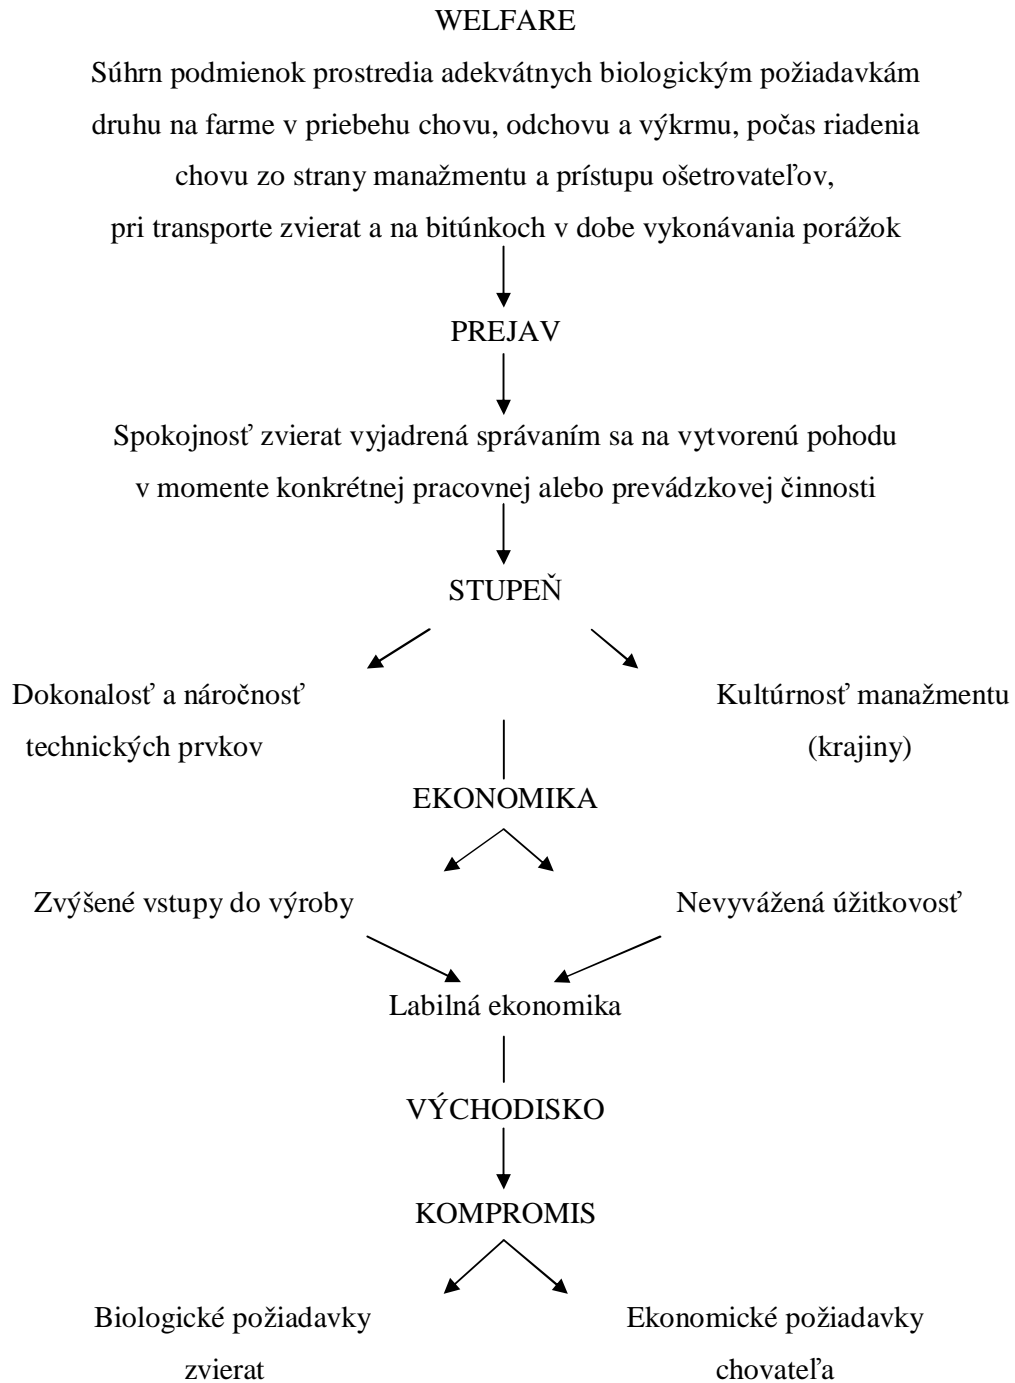 WELFARE
Súhrn podmienok prostredia adekvátnych biologickým požiadavkám
druhu na farme v priebehu chovu, odchovu a výkrmu, počas riadenia
chovu zo strany manažmentu a prístupu ošetrovateľov,
pri transporte zvierat a na bitúnkoch v dobe vykonávania porážok
PREJAV
Spokojnosť zvierat vyjadrená správaním sa na vytvorenú pohodu
v momente konkrétnej pracovnej alebo prevádzkovej činnosti
STUPEŇ
Dokonalosť a náročnosť
technických prvkov
Kultúrnosť manažmentu
(krajiny)
EKONOMIKA
Zvýšené vstupy do výroby
Nevyvážená úžitkovosť
Labilná ekonomika
VÝCHODISKO
KOMPROMIS
Biologické požiadavky
zvierat
Ekonomické požiadavky
chovateľa